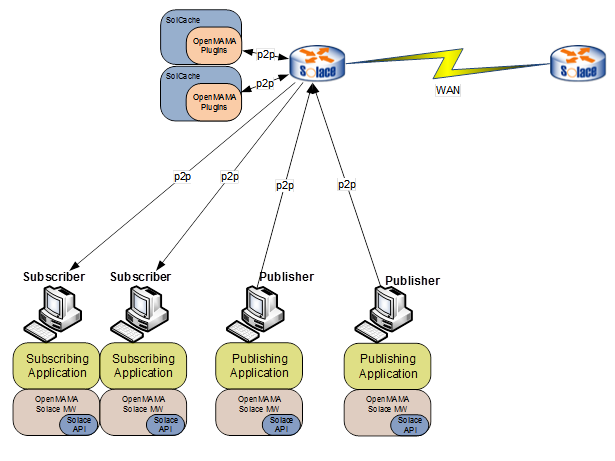 SolCache
OpenMAMA
Plugins
p2p
SolCache
OpenMAMA
Plugins
p2p
Solace
WAN
Solace
p2p
p2p
p2p
p2p
Subscriber
Subscriber
Publisher
Publisher
Subscribing
Application
Subscribing
Application
Publishing
Application
Publishing
Application
OpenMAMA
Solace MW
Solace
API
OpenMAMA
Solace MW
Solace
API
OpenMAMA
Solace MW
Solace
API
OpenMAMA
Solace MW
Solace
API